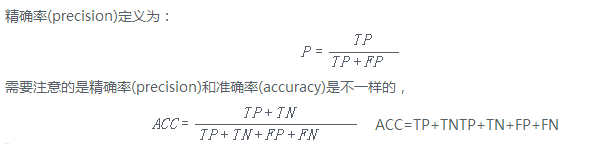 精确率(precision)定义为：
P = TP / TP + FP
需要注意的是精确率(precision)和准确率(accuracy)是不一样的，
ACC = TP + TN / TP + TN + FP + FN ACC=TP+TNTP+TN+FP+FN